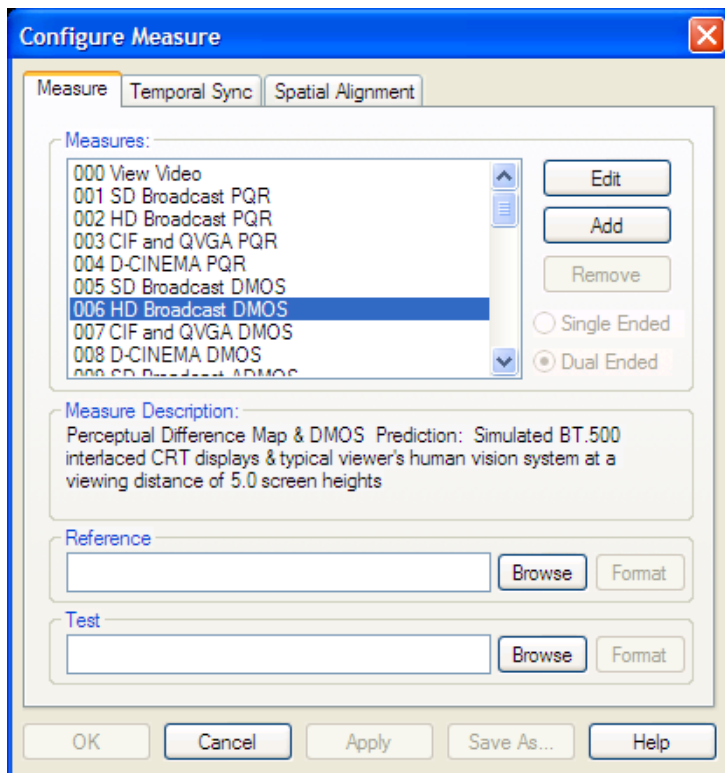 Configure Measure
Measure
Temporal Sync
Spatial Alignment
Measures:
000 View Video
001 SD Broadcast PQR
002 HD Broadcast PQR
003 CIF and QVGA PQR
004 D-CINEMA PQR
005 SD Broadcast DMOS
006 HD Broadcast DMOS
007 CIF and QVGA DMOS
008 D-CINEMA DMOS
009 SD Broadcast ADMOS
Edit
Add
Remove
Single Ended
Dual Ended
Measure Description:
Perceptual Difference Map & DMOS Prediction: Simulated BT.500
interlaced CRT displays & typical viewer's human vision system at a
viewing distance of 5.0 screen heights
Reference
Browse
Format
Test
Browse
Format
OK
Cancel
Apply
Save As...
Help